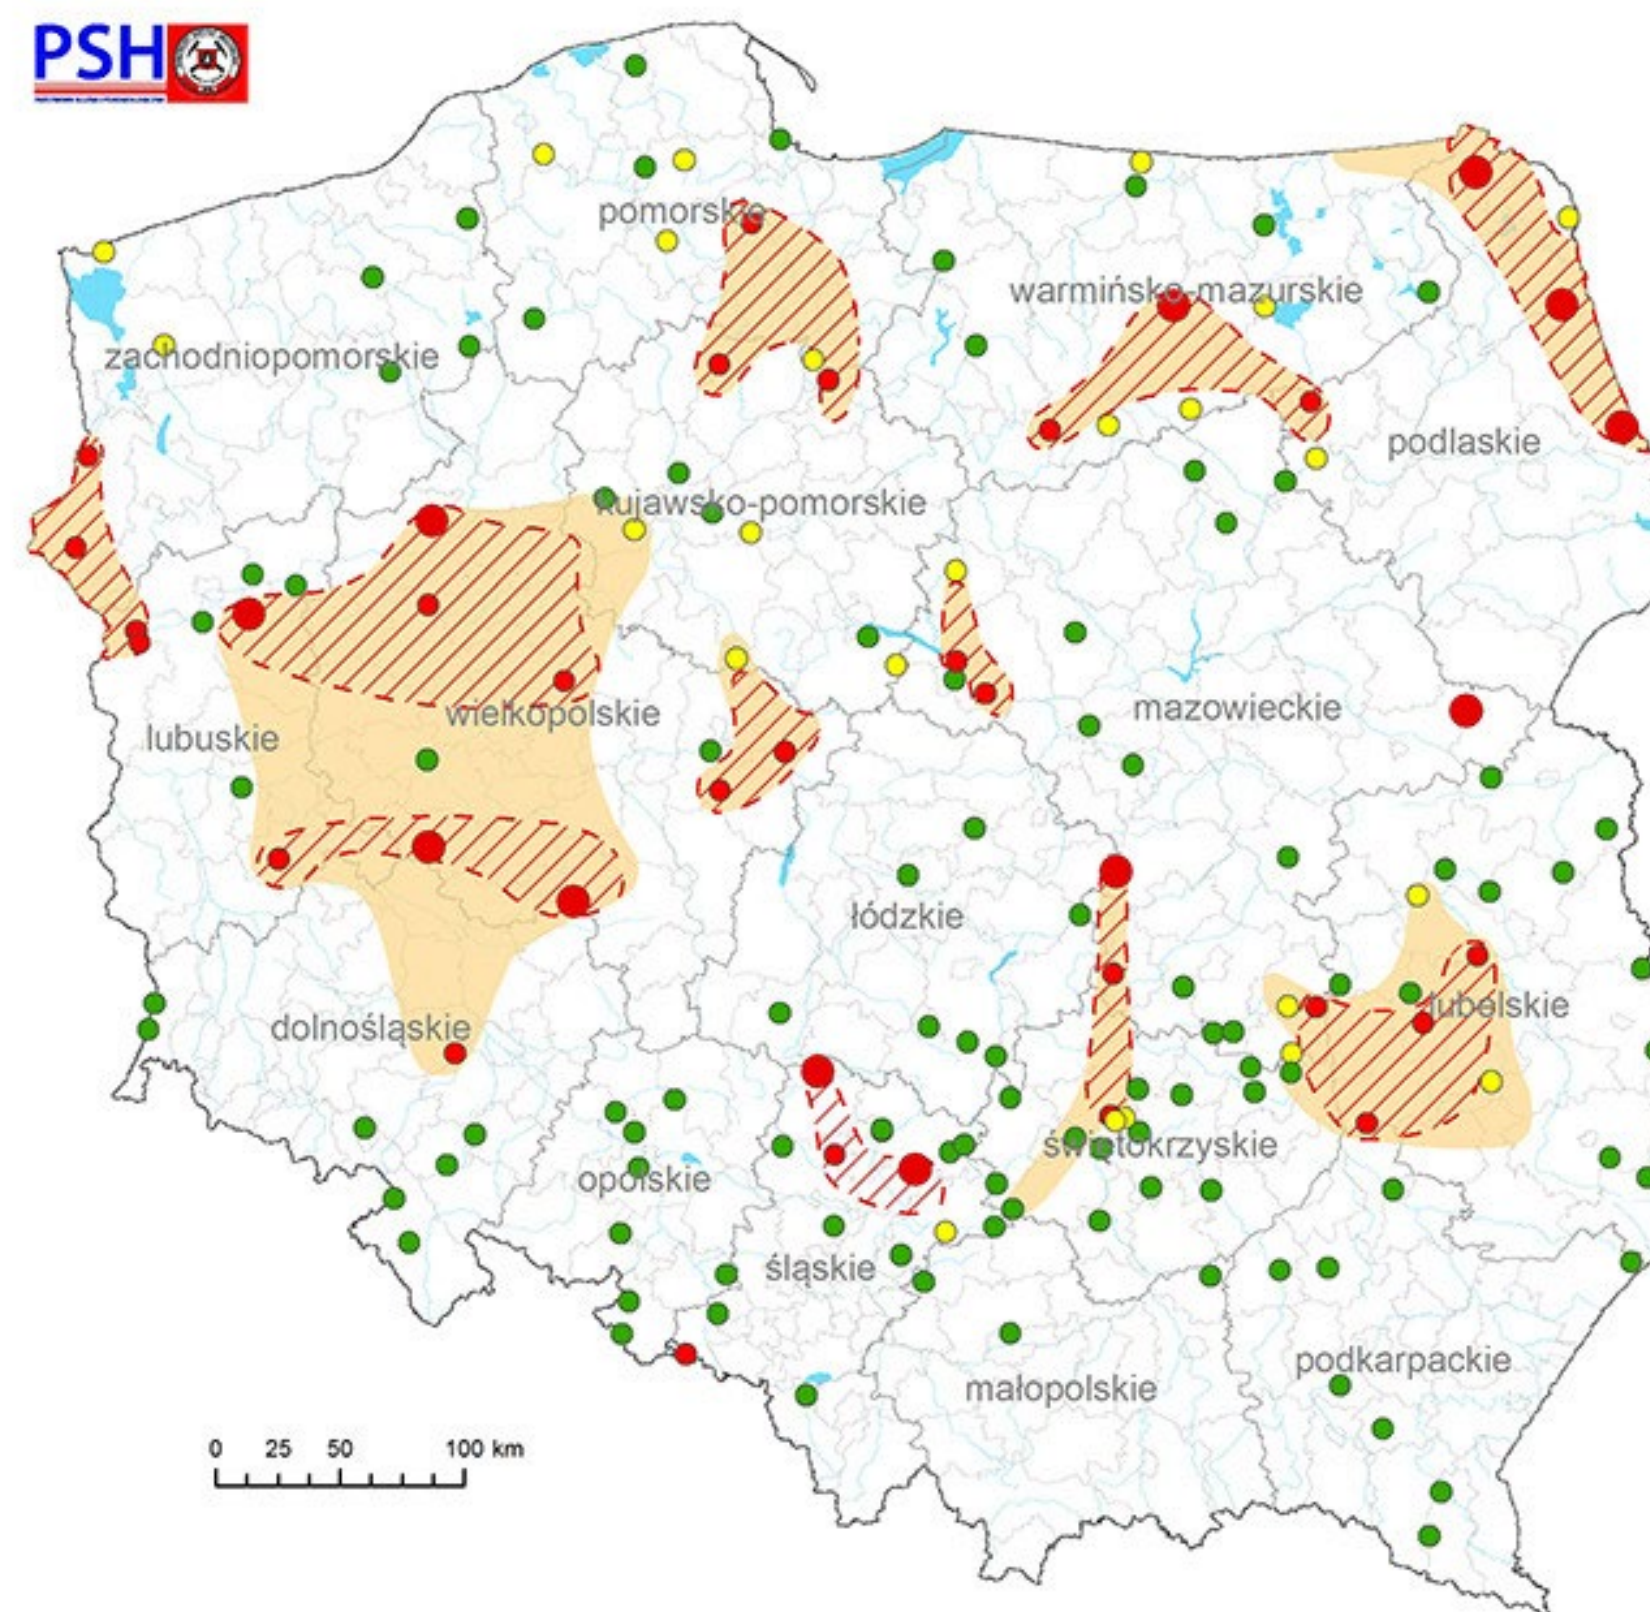 PSH
pomorskie
warmińsko-mazurskie
zachodniopomorskie
podlaskie
kujawsko-pomorskie
wielkopolskie
mazowieckie
lubuskie
łódzkie
lubelskie
dolnośląskie
świętokrzyskie
opolskie
śląskie
podkarpackie
małopolskie
0 25 50 100 km